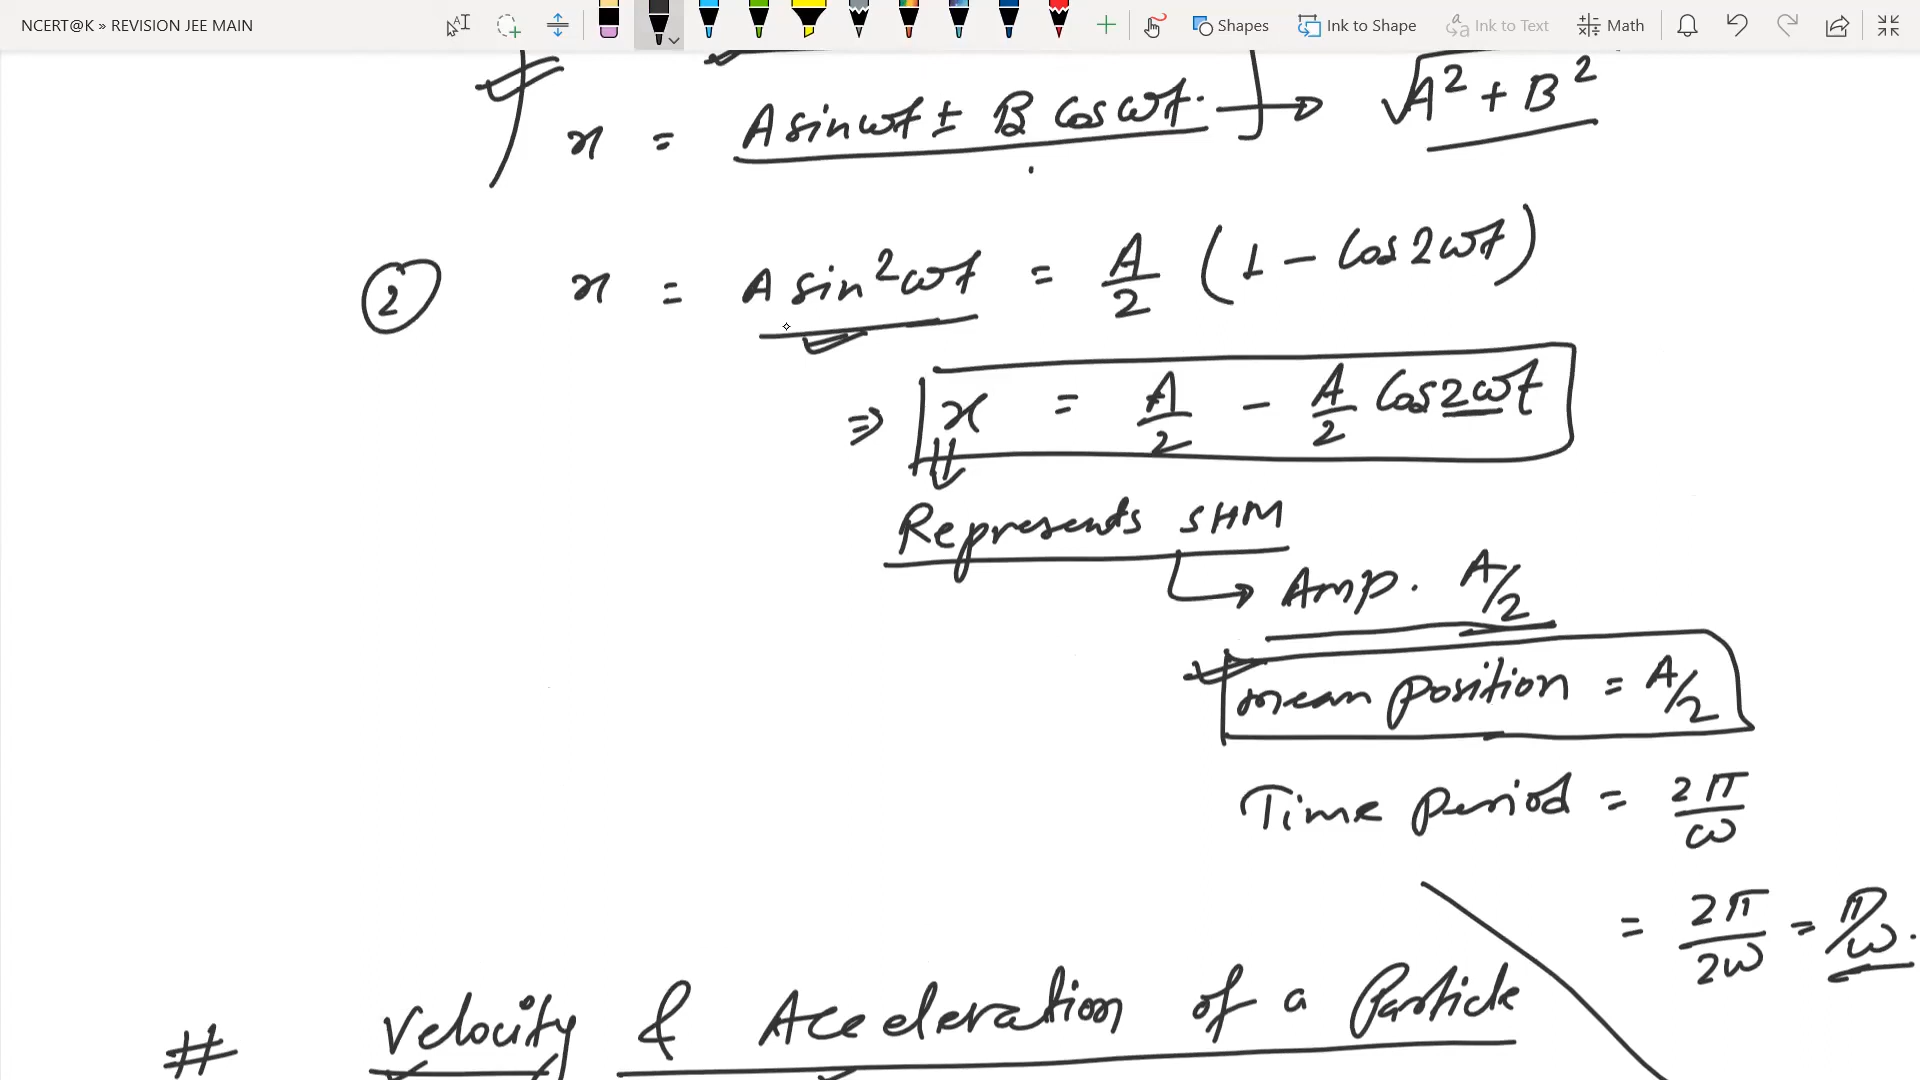 NCERT@K » REVISION JEE MAIN Shapes Ink to Shape Ink to Text Math
x = A sin ωt ± B cos ωt. → √A² + B²
② x = A sin² ωt = A/2 (1 - cos 2ωt)
⇒ x = A/2 - A/2 cos 2ωt
Represents SHM
→ Amp. A/2
mean position = A/2
Time period = 2π/ω
= 2π/2ω = π/ω.
# Velocity & Acceleration of a Particle